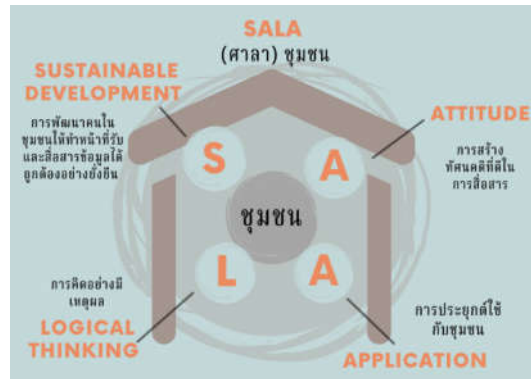 SALA
(ศาลา) ชุมชน
SUSTAINABLE
DEVELOPMENT
การพัฒนาคนใน
ชุมชนให้ทำหน้าที่รับ
และสื่อสารข้อมูลได้
ถูกต้องอย่างยั่งยืน
ATTITUDE
การสร้าง
ทัศนคติที่ดีใน
การสื่อสาร
S
A
ชุมชน
L
A
การคิดอย่างมี
เหตุผล
LOGICAL
THINKING
การประยุกต์ใช้
กับชุมชน
APPLICATION